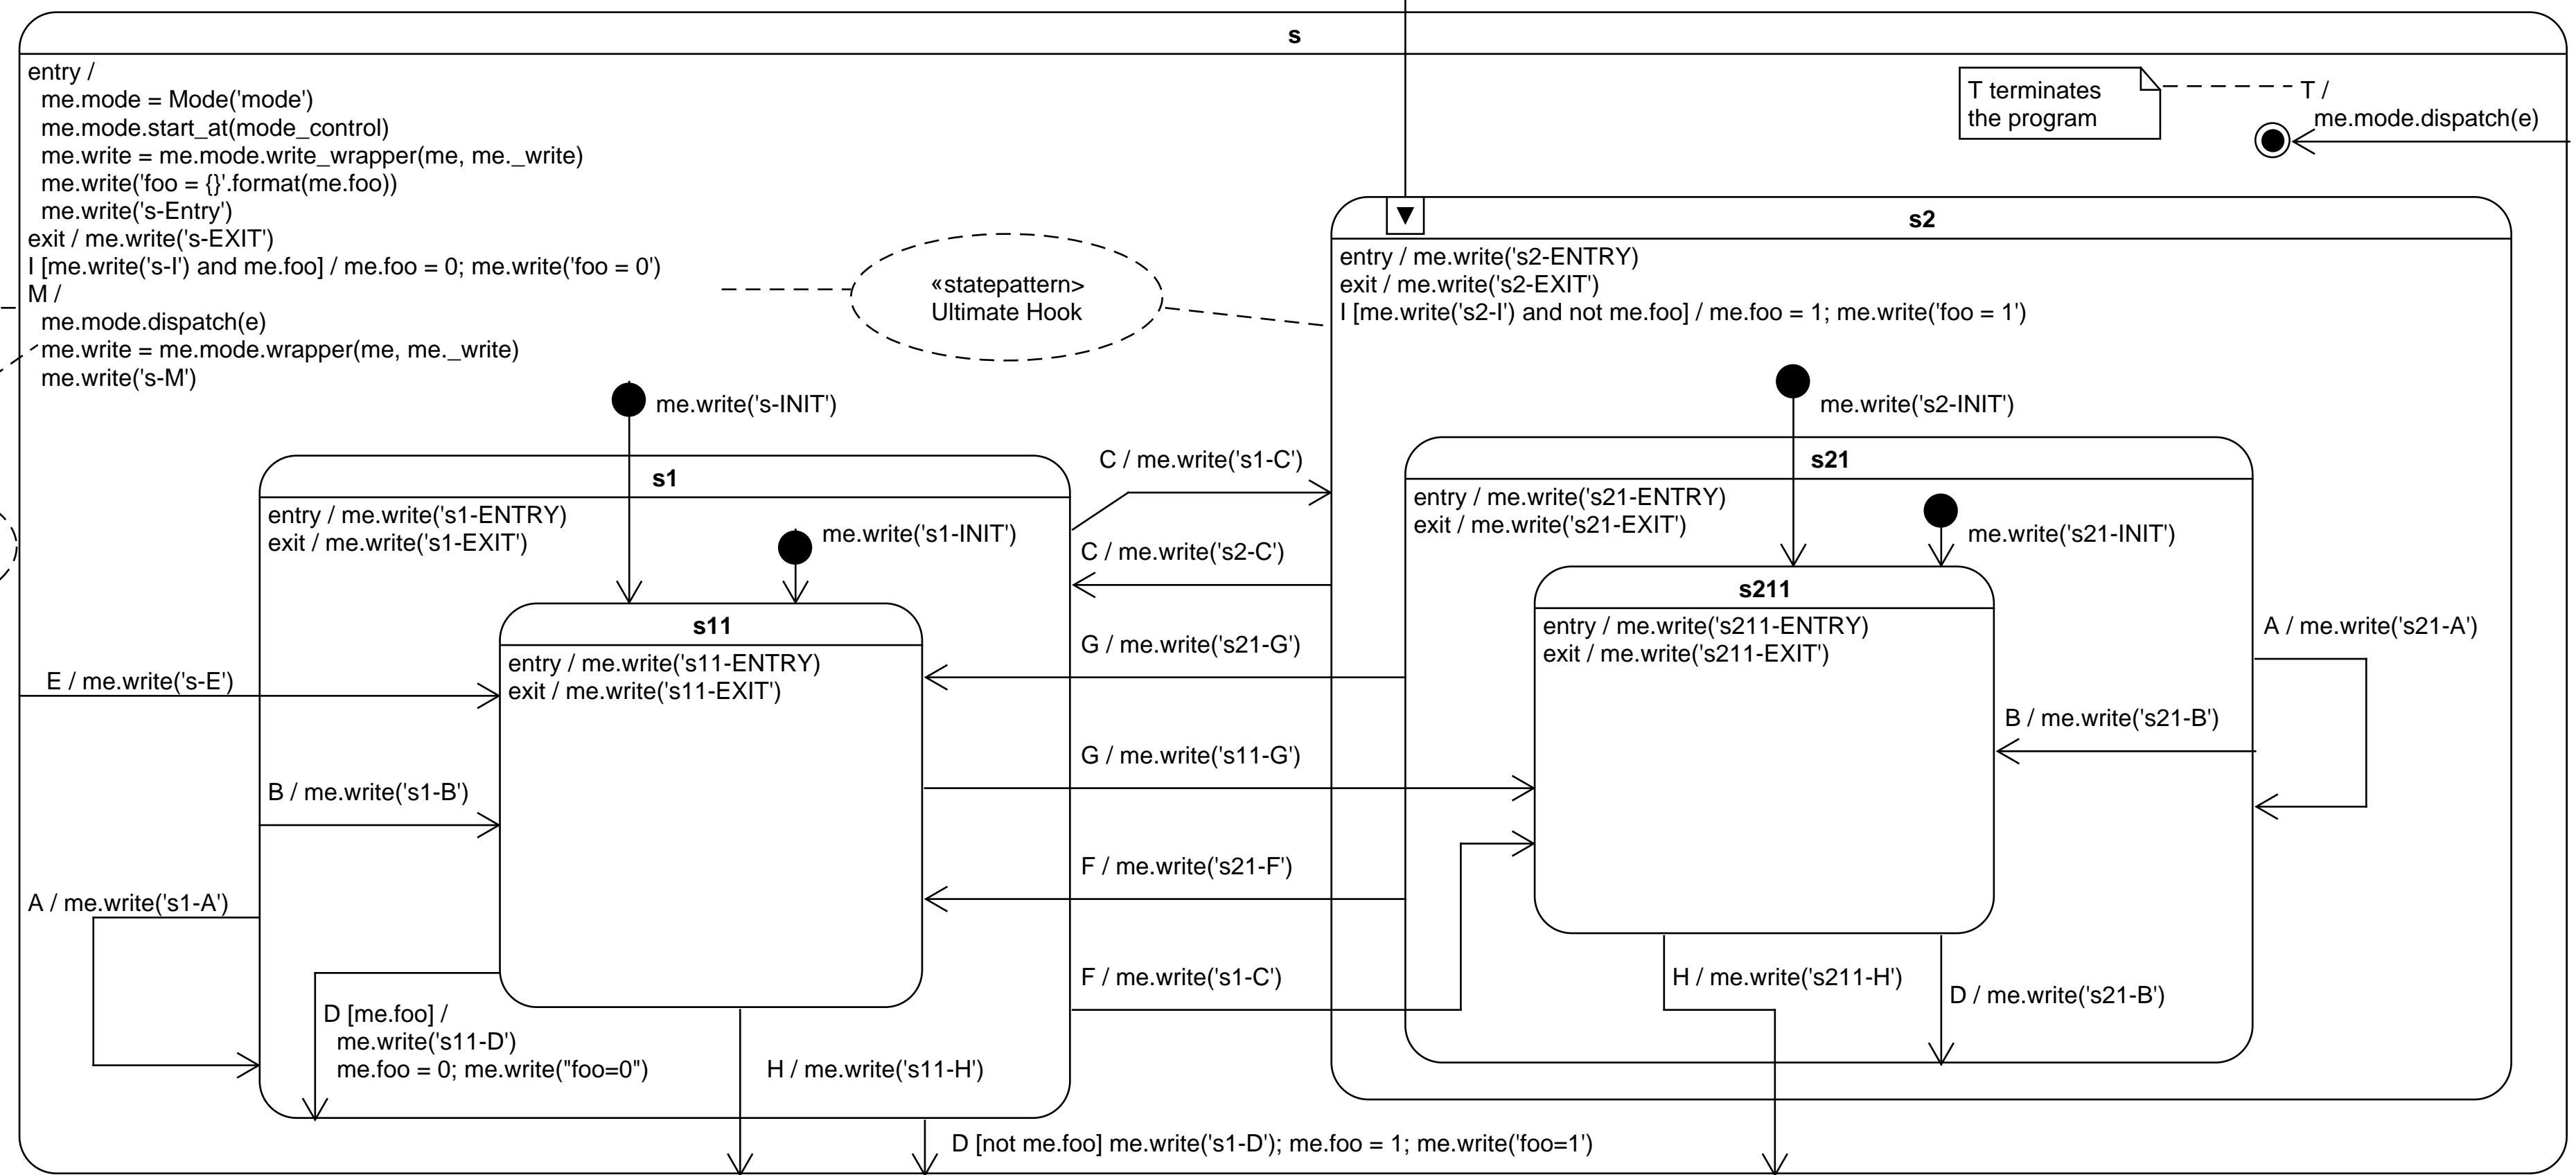 s
entry /
me.mode = Mode('mode')
me.mode.start_at(mode_control)
me.write = me.mode.write_wrapper(me, me._write)
me.write('foo = {}'.format(me.foo))
me.write('s-Entry')
exit / me.write('s-EXIT')
I [me.write('s-I') and me.foo] / me.foo = 0; me.write('foo = 0')
M /
me.mode.dispatch(e)
me.write = me.mode.wrapper(me, me._write)
me.write('s-M')
T terminates
the program
T /
me.mode.dispatch(e)
«statepattern>
Ultimate Hook
▼
s2
entry / me.write('s2-ENTRY)
exit / me.write('s2-EXIT')
I [me.write('s2-I') and not me.foo] / me.foo = 1; me.write('foo = 1')
me.write('s-INIT')
me.write('s2-INIT')
s1
entry / me.write('s1-ENTRY)
exit / me.write('s1-EXIT')
me.write('s1-INIT')
C / me.write('s1-C')
C / me.write('s2-C')
s21
entry / me.write('s21-ENTRY)
exit / me.write('s21-EXIT')
me.write('s21-INIT')
s11
entry / me.write('s11-ENTRY)
exit / me.write('s11-EXIT')
G / me.write('s21-G')
s211
entry / me.write('s211-ENTRY)
exit / me.write('s211-EXIT')
A / me.write('s21-A')
E / me.write('s-E')
B / me.write('s21-B')
B / me.write('s1-B')
G / me.write('s11-G')
A / me.write('s1-A')
F / me.write('s21-F')
F / me.write('s1-C')
H / me.write('s211-H')
D / me.write('s21-B')
D [me.foo] /
me.write('s11-D')
me.foo = 0; me.write("foo=0")
H / me.write('s11-H')
D [not me.foo] me.write('s1-D'); me.foo = 1; me.write('foo=1')